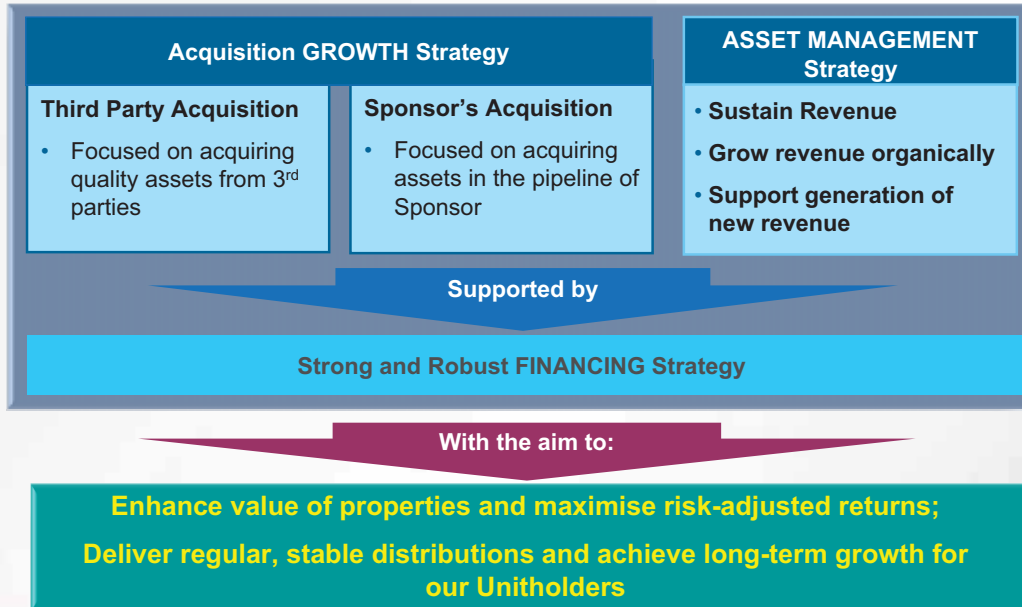 Acquisition GROWTH Strategy
Third Party Acquisition
• Focused on acquiring
quality assets from 3rd
parties
Sponsor's Acquisition
• Focused on acquiring
assets in the pipeline of
Sponsor
ASSET MANAGEMENT
Strategy
• Sustain Revenue
• Grow revenue organically
• Support generation of
new revenue
Supported by
Strong and Robust FINANCING Strategy
With the aim to:
Enhance value of properties and maximise risk-adjusted returns;
Deliver regular, stable distributions and achieve long-term growth for
our Unitholders